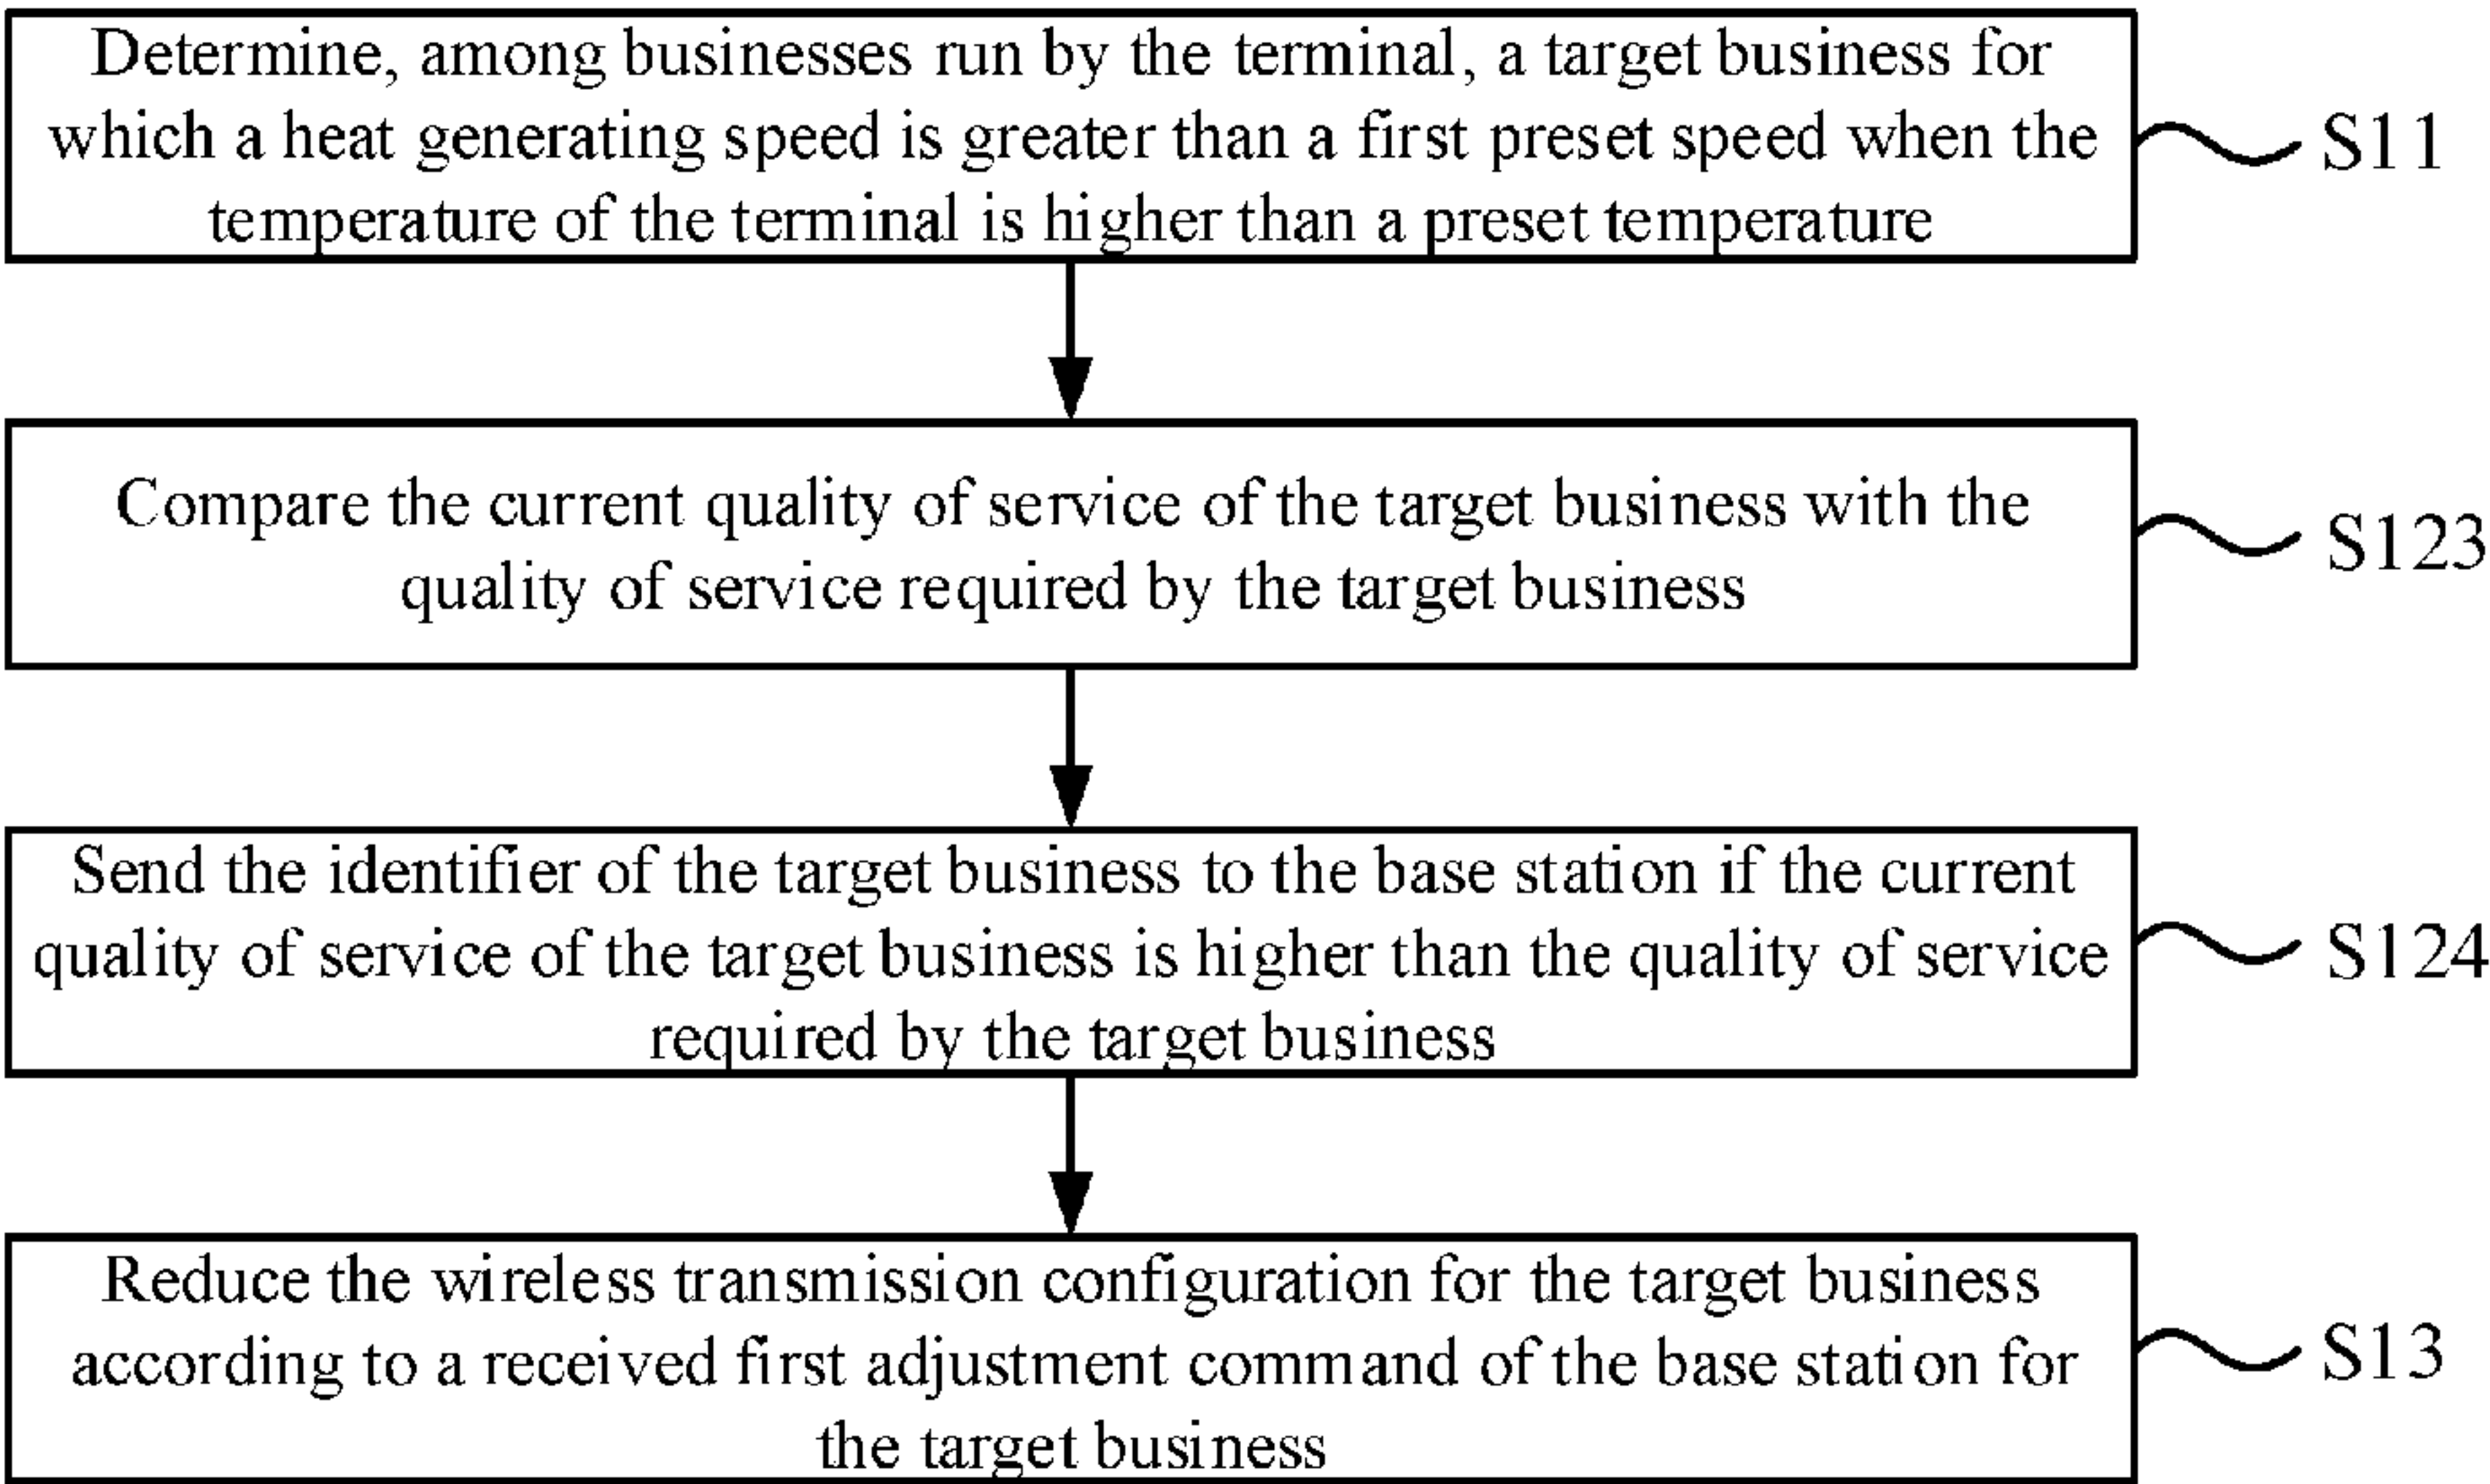 Determine, among businesses run by the terminal, a target business for
which a heat generating speed is greater than a first preset speed when the
temperature of the terminal is higher than a preset temperature
S11
Compare the current quality of service of the target business with the
quality of service required by the target business
S123
Send the identifier of the target business to the base station if the current
quality of service of the target business is higher than the quality of service
required by the target business
S124
Reduce the wireless transmission configuration for the target business
according to a received first adjustment command of the base station for
the target business
S13